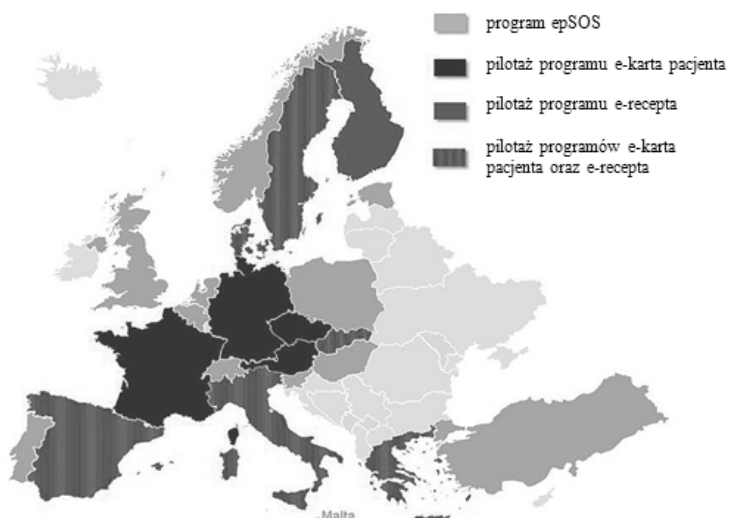 program epSOS
pilotaż programu e-karta pacjenta
pilotaż programu e-recepta
pilotaż programów e-karta
pacjenta oraz e-recepta
Malta